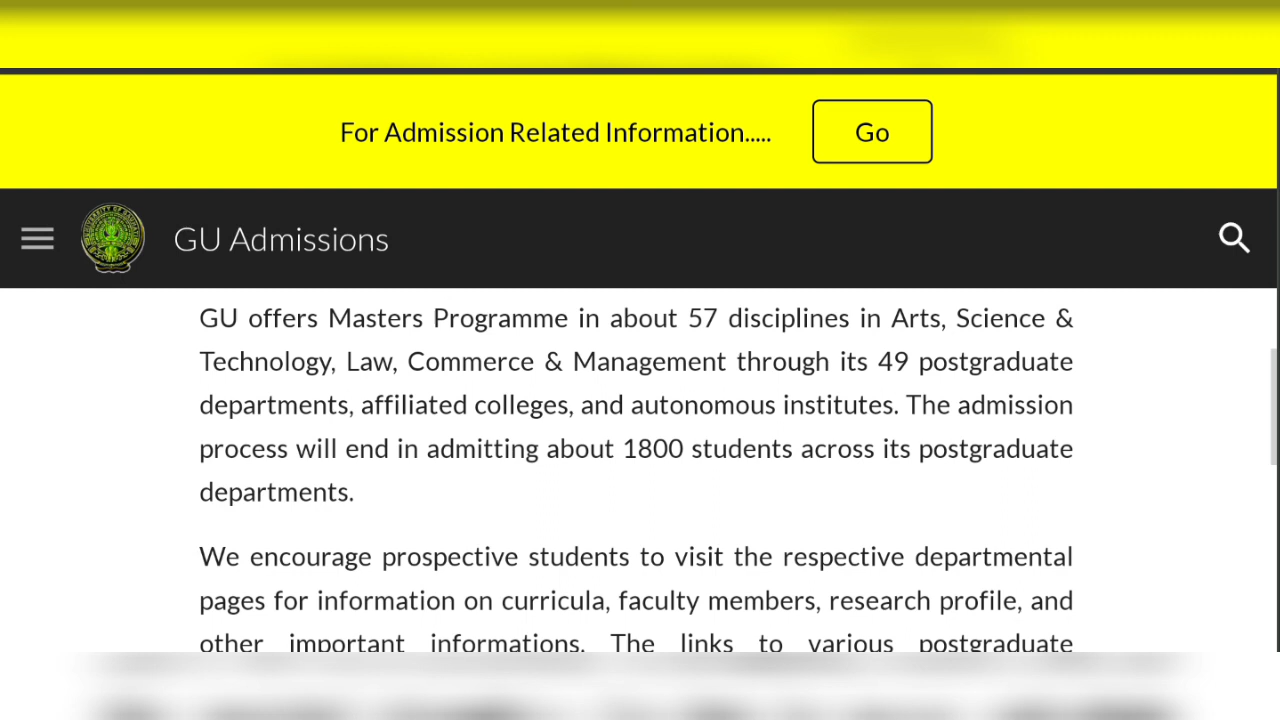 For Admission Related Information.....
Go
GU Admissions
GU offers Masters Programme in about 57 disciplines in Arts, Science &
Technology, Law, Commerce & Management through its 49 postgraduate
departments, affiliated colleges, and autonomous institutes. The admission
process will end in admitting about 1800 students across its postgraduate
departments.
We encourage prospective students to visit the respective departmental
pages for information on curricula, faculty members, research profile, and
other important informations. The links to various postgraduate